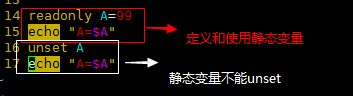 14 readonly A=99
15 echo "A=$A"
定义和使用静态变量
16 unset A
17 echo "A=$A"
静态变量不能unset